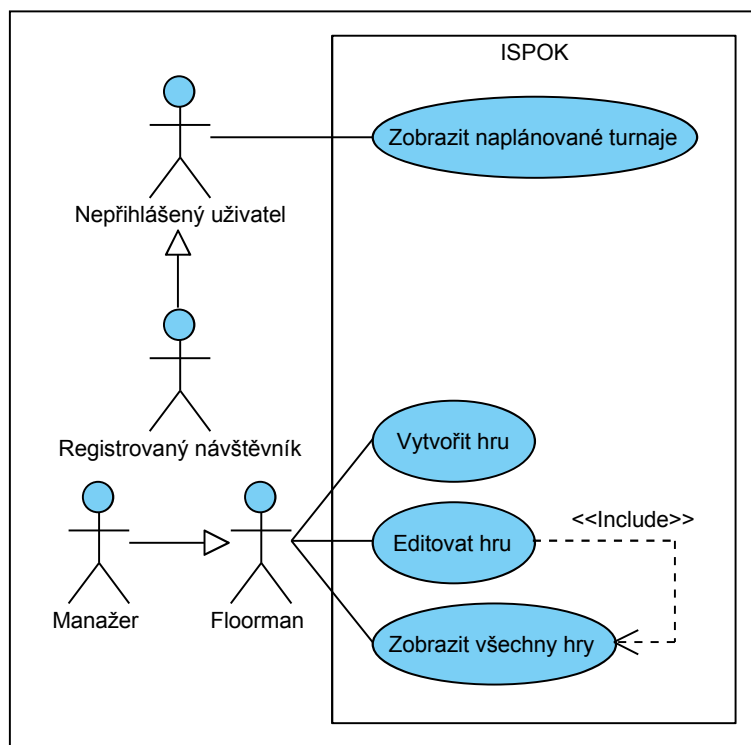 ISPOK
Zobrazit naplánované turnaje
Nepřihlášený uživatel
Registrovaný návštěvník
Vytvořit hru
<<Include>>
Editovat hru
Manažer
Floorman
Zobrazit všechny hry